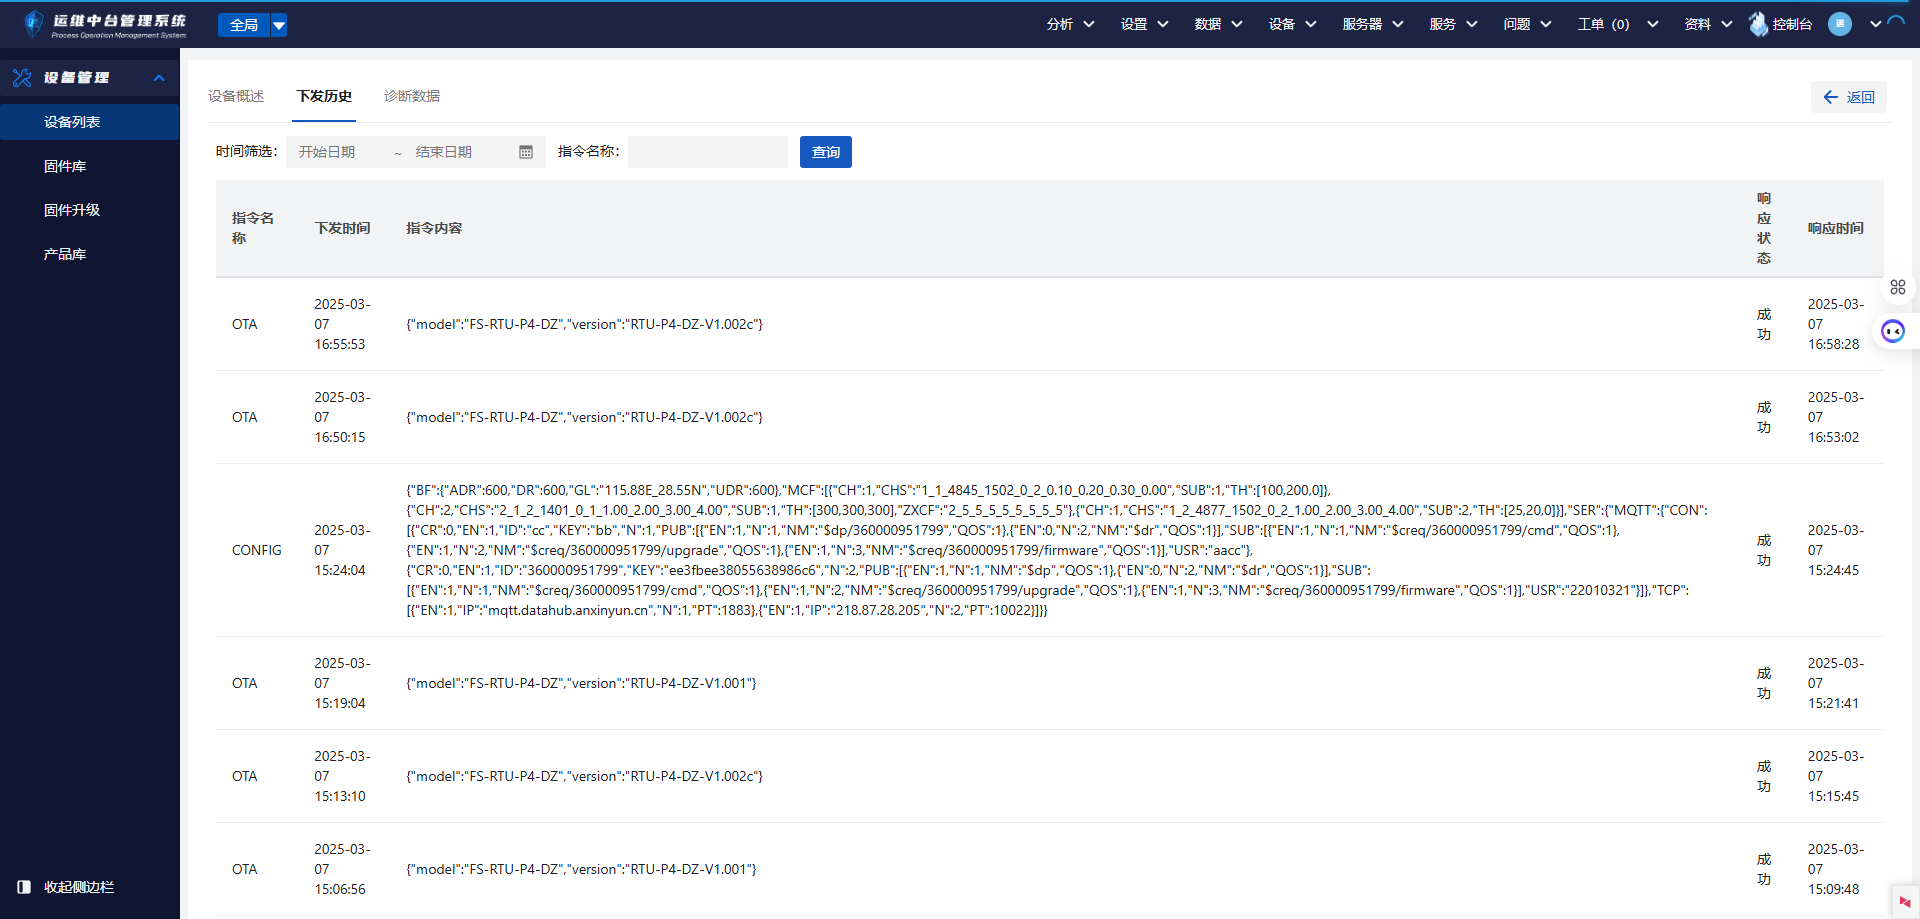 运维中台管理系统
Process Operation Management System
全局
分析
设置
数据
设备
服务器
服务
问题
工单 (0)
资料
控制台
运
设备管理
设备列表
固件库
固件升级
产品库
收起侧边栏
设备概述
下发历史
诊断数据
返回
时间筛选:
开始日期
~
结束日期
指令名称:
查询
指令名
称
下发时间
指令内容
响
应
状
态
响应时间
OTA
2025-03-
07
16:55:53
{"model":"FS-RTU-P4-DZ","version":"RTU-P4-DZ-V1.002c"}
成
功
2025-03-
07
16:58:28
OTA
2025-03-
07
16:50:15
{"model":"FS-RTU-P4-DZ","version":"RTU-P4-DZ-V1.002c"}
成
功
2025-03-
07
16:53:02
CONFIG
2025-03-
07
15:24:04
{"BF":{"ADR":600,"DR":600,"GL":"115.88E_28.55N","UDR":600},"MCF":[{"CH":1,"CHS":"1_1_4845_1502_0_2_0.10_0.20_0.30_0.00","SUB":1,"TH":[100,200,0]},
{"CH":2,"CHS":"2_1_2_1401_0_1_1.00_2.00_3.00_4.00","SUB":1,"TH":[300,300,300],"ZXCF":"2_5_5_5_5_5_5_5_5"},{"CH":1,"CHS":"1_2_4877_1502_0_2_1.00_2.00_3.00_4.00","SUB":2,"TH":[25,20,0]}],"SER":{"MQTT":{"CON":
[{"CR":0,"EN":1,"ID":"cc","KEY":"bb","N":1,"PUB":[{"EN":1,"N":1,"NM":"$dp/360000951799","QOS":1},{"EN":0,"N":2,"NM":"$dr","QOS":1}],"SUB":[{"EN":1,"N":1,"NM":"$creq/360000951799/cmd","QOS":1},
{"EN":1,"N":2,"NM":"$creq/360000951799/upgrade","QOS":1},{"EN":1,"N":3,"NM":"$creq/360000951799/firmware","QOS":1}],"USR":"aacc"},
{"CR":0,"EN":1,"ID":"360000951799","KEY":"ee3fbee38055638986c6","N":2,"PUB":[{"EN":1,"N":1,"NM":"$dp","QOS":1},{"EN":0,"N":2,"NM":"$dr","QOS":1}],"SUB":
[{"EN":1,"N":1,"NM":"$creq/360000951799/cmd","QOS":1},{"EN":1,"N":2,"NM":"$creq/360000951799/upgrade","QOS":1},{"EN":1,"N":3,"NM":"$creq/360000951799/firmware","QOS":1}],"USR":"22010321"}]},"TCP":
[{"EN":1,"IP":"mqtt.datahub.anxinyun.cn","N":1,"PT":1883},{"EN":1,"IP":"218.87.28.205","N":2,"PT":10022}]}}
成
功
2025-03-
07
15:24:45
OTA
2025-03-
07
15:19:04
{"model":"FS-RTU-P4-DZ","version":"RTU-P4-DZ-V1.001"}
成
功
2025-03-
07
15:21:41
OTA
2025-03-
07
15:13:10
{"model":"FS-RTU-P4-DZ","version":"RTU-P4-DZ-V1.002c"}
成
功
2025-03-
07
15:15:45
OTA
2025-03-
07
15:06:56
{"model":"FS-RTU-P4-DZ","version":"RTU-P4-DZ-V1.001"}
成
功
2025-03-
07
15:09:48